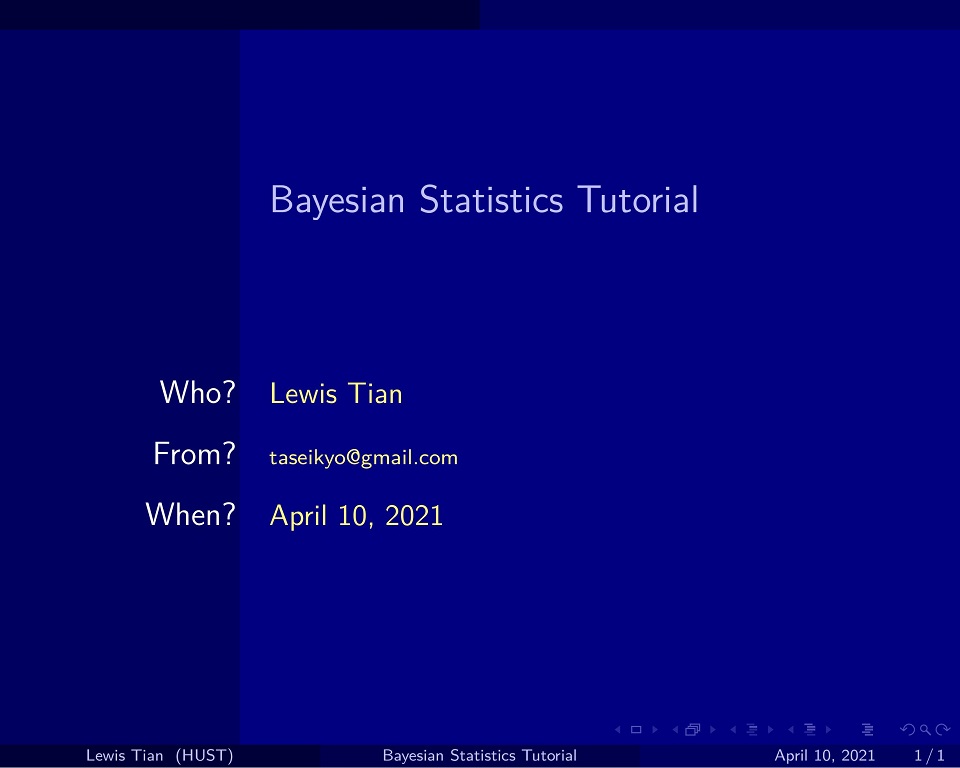 Bayesian Statistics Tutorial
Who? Lewis Tian
From? taseikyo@gmail.com
When? April 10, 2021
Lewis Tian (HUST) Bayesian Statistics Tutorial April 10, 2021 1 / 1